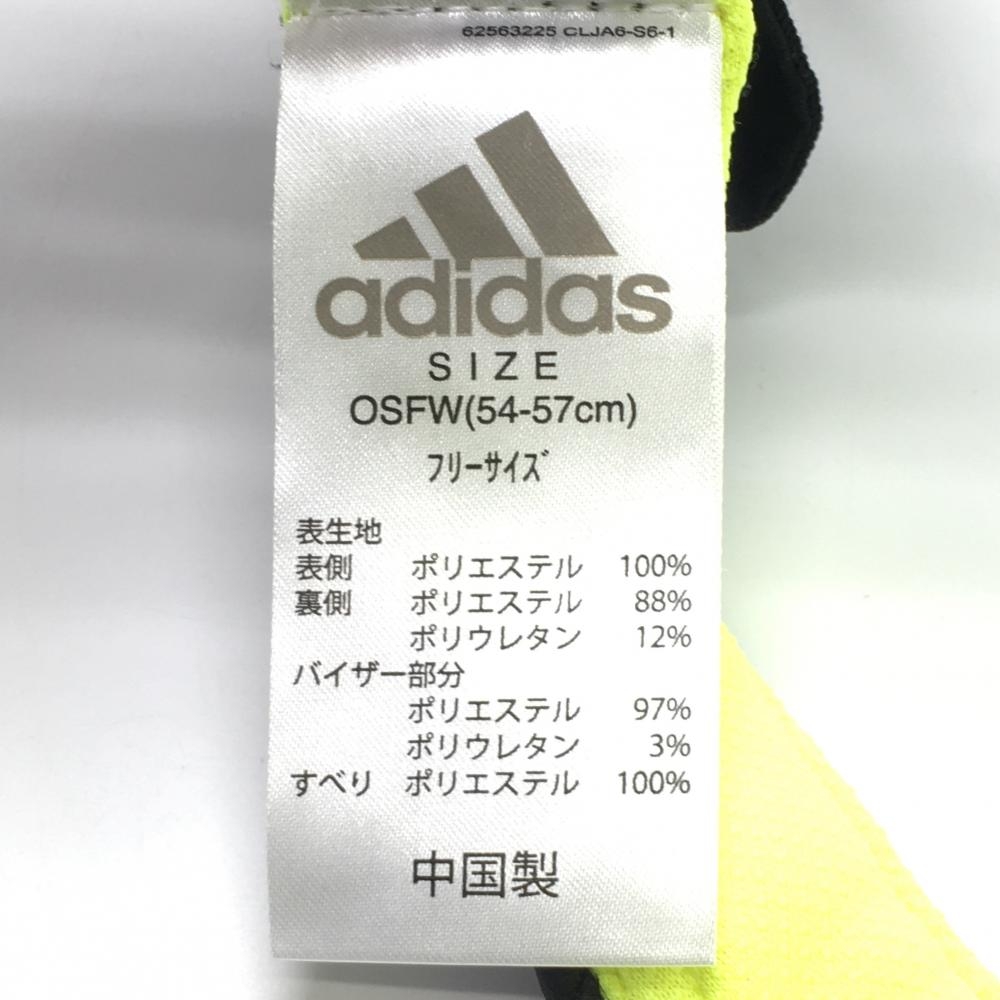 62563225 CLJA6-S6-1
adidas
SIZE
OSFW(54-57cm)
フリーサイズ
表生地
表側 ポリエステル 100%
裏側 ポリエステル 88%
ポリウレタン 12%
バイザー部分
ポリエステル 97%
ポリウレタン 3%
すべり ポリエステル 100%
中国製